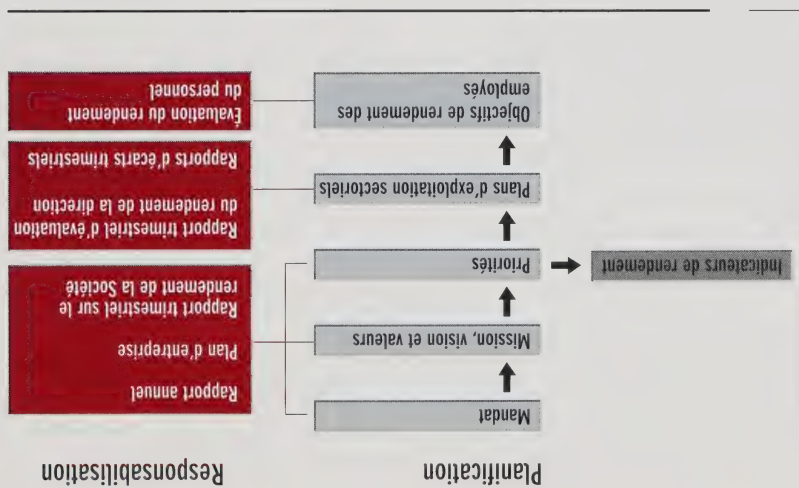 Planification
Mandat
Mission, vision et valeurs
Priorités
Plans d'exploitation sectoriels
Objectifs de rendement des
employés
Indicateurs de rendement
Responsabilisation
Rapport annuel
Plan d'entreprise
Rapport trimestriel sur le
rendement de la Société
Rapport trimestriel d'évaluation
du rendement de la direction
Rapports d'écarts trimestriels
Évaluation du rendement
du personnel